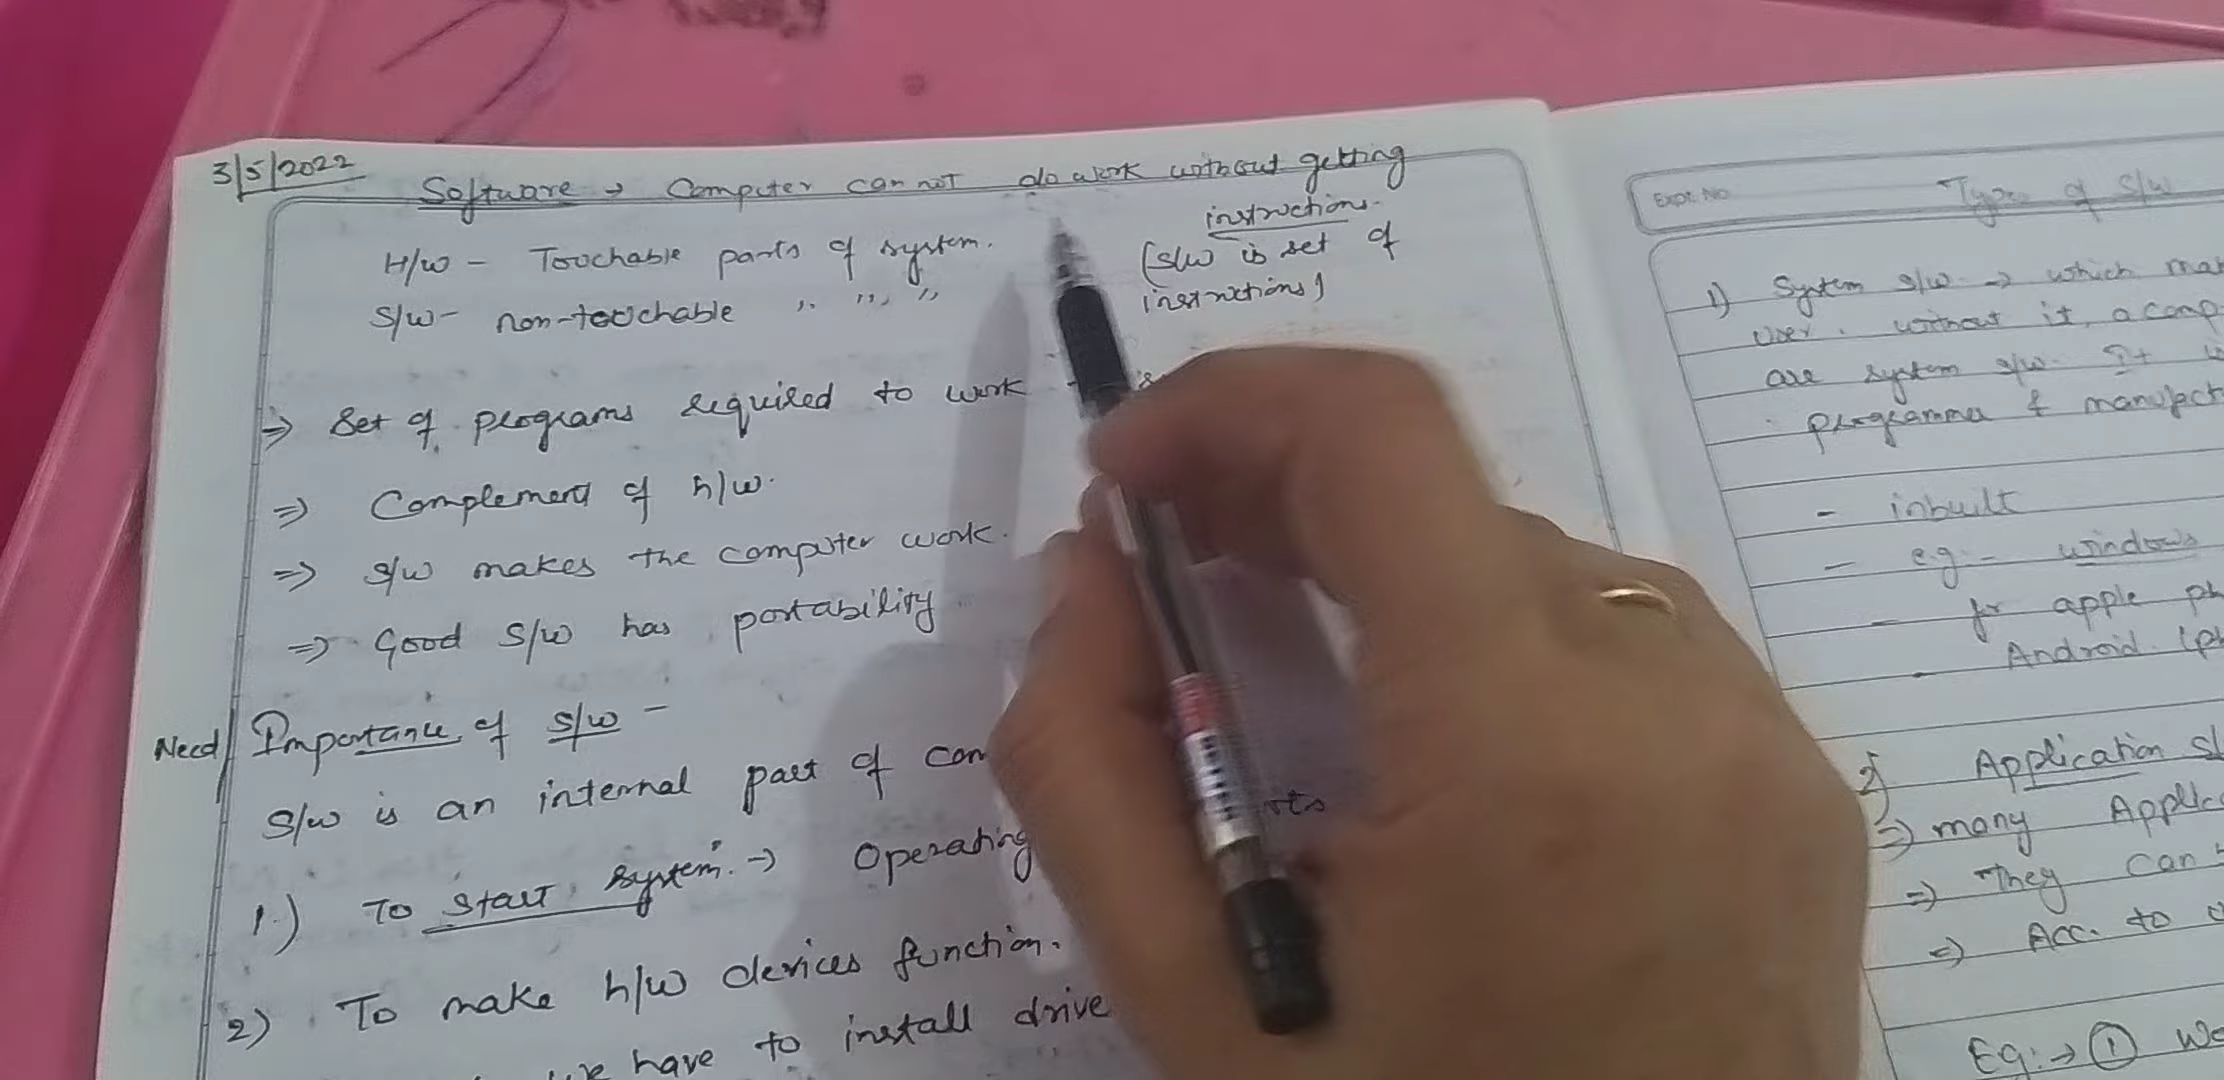 3/5/2022
Software → Computer can not do work without getting
instructions.
(S/W is set of
instructions)
H/W - Touchable parts of system.
S/W - non-touchable " " "
⇒ Set of programs required to work
⇒ Complement of h/w.
⇒ S/W makes the computer work.
⇒ Good S/W has portability
Need/ Importance of S/W -
S/W is an internal part of com
1.) To start system. → Operating
2) To make h/w devices function.
we have to install drive
EXPT. NO.
Types of S/W
1) System S/W → which ma
user. without it, a comp
are system s/w. It
programmer & manufact
- inbuilt
- e.g:- windows
- for apple ph
- Android (ph
2) Application S/
⇒ many Applic
⇒ They can
⇒ Acc. to
Eg: → ① Wo